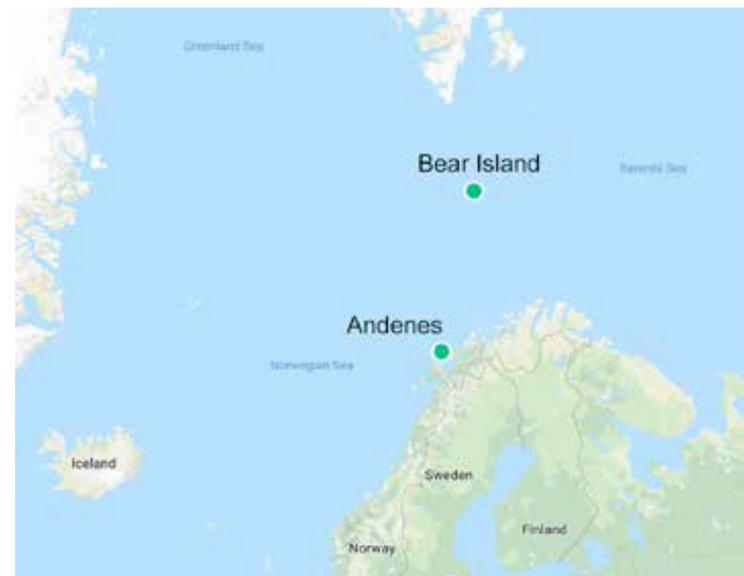 Greenland Sea
Bear Island
Barents Sea
Andenes
Norwegian Sea
Iceland
Sweden
Finland
Norway